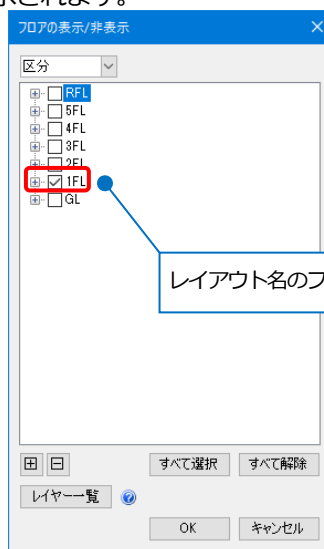 示されます。
フロアの表示/非表示
区分
RFL
5FL
4FL
3FL
2FL
1FL
GL
レイアウト名のフ
すべて選択 すべて解除
レイヤー一覧
OK キャンセル